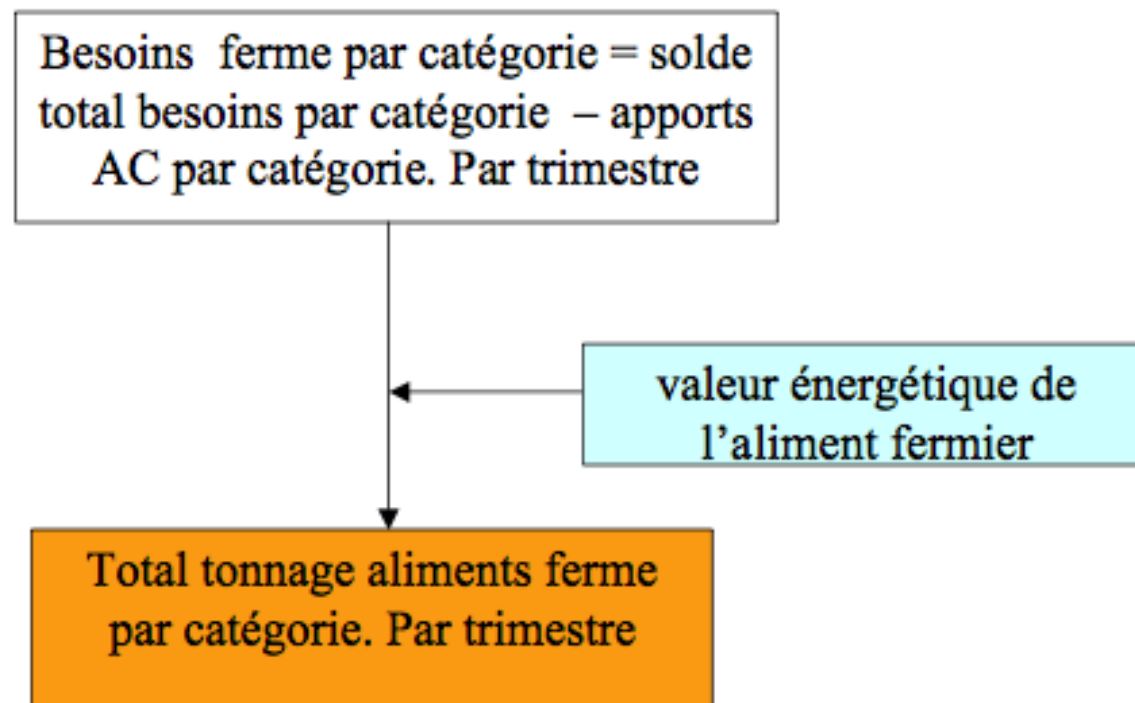 Besoins ferme par catégorie = solde
total besoins par catégorie – apports
AC par catégorie. Par trimestre
valeur énergétique de
l’aliment fermier
Total tonnage aliments ferme
par catégorie. Par trimestre